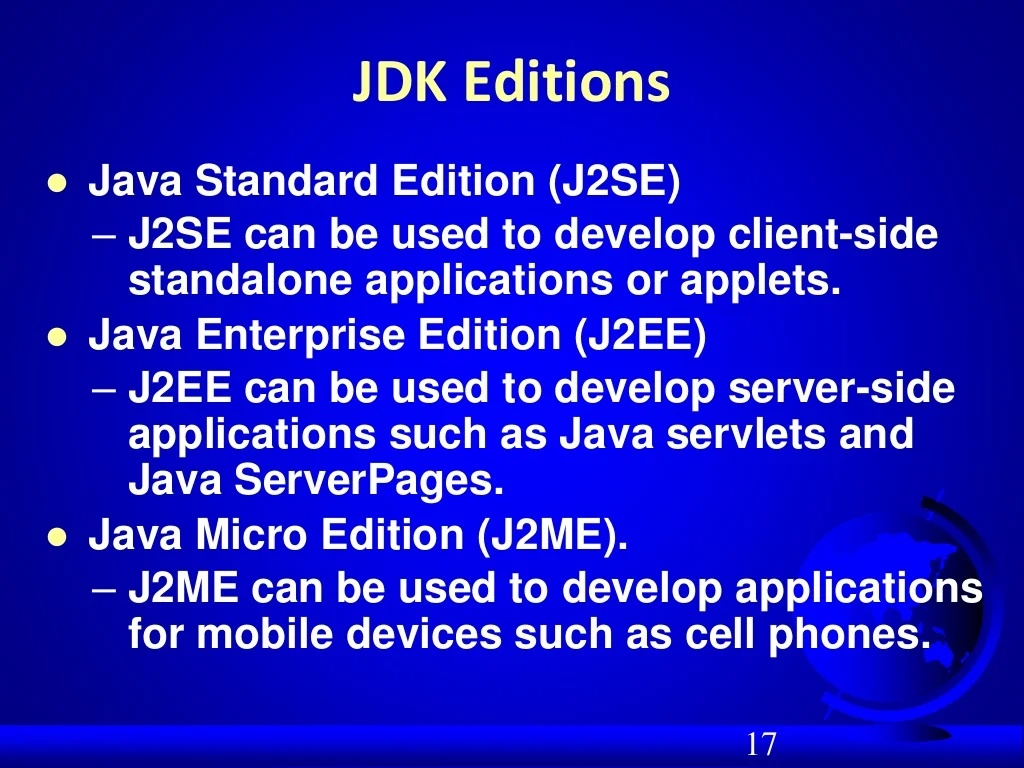 JDK Editions
● Java Standard Edition (J2SE)
– J2SE can be used to develop client-side
standalone applications or applets.
● Java Enterprise Edition (J2EE)
– J2EE can be used to develop server-side
applications such as Java servlets and
Java ServerPages.
● Java Micro Edition (J2ME).
– J2ME can be used to develop applications
for mobile devices such as cell phones.
17